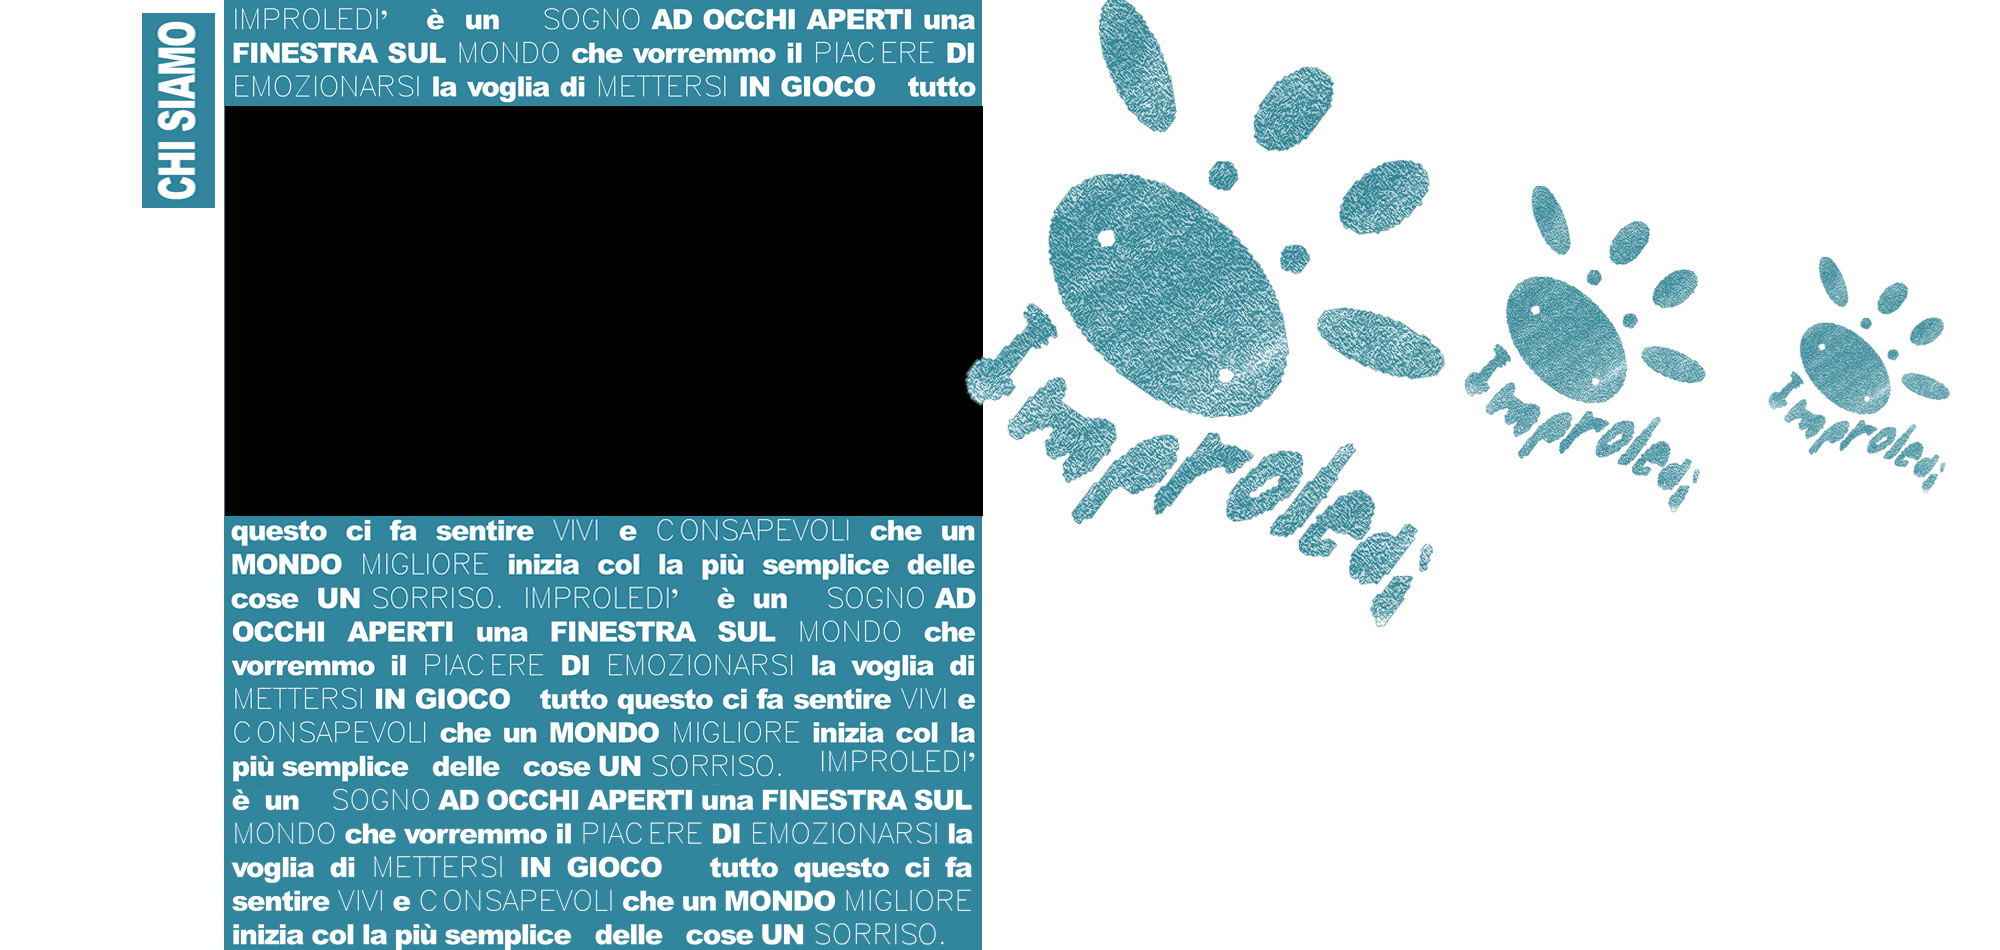 CHI SIAMO
IMPROLEDI’ è un SOGNO AD OCCHI APERTI una
FINESTRA SUL MONDO che vorremmo il PIACERE DI
EMOZIONARSI la voglia di METTERSI IN GIOCO tutto
questo ci fa sentire VIVI e CONSAPEVOLI che un
MONDO MIGLIORE inizia col la più semplice delle
cose UN SORRISO. IMPROLEDI’ è un SOGNO AD
OCCHI APERTI una FINESTRA SUL MONDO che
vorremmo il PIACERE DI EMOZIONARSI la voglia di
METTERSI IN GIOCO tutto questo ci fa sentire VIVI e
CONSAPEVOLI che un MONDO MIGLIORE inizia col la
più semplice delle cose UN SORRISO. IMPROLEDI’
è un SOGNO AD OCCHI APERTI una FINESTRA SUL
MONDO che vorremmo il PIACERE DI EMOZIONARSI la
voglia di METTERSI IN GIOCO tutto questo ci fa
sentire VIVI e CONSAPEVOLI che un MONDO MIGLIORE
inizia col la più semplice delle cose UN SORRISO.
Improledi
Improledi
Improledi